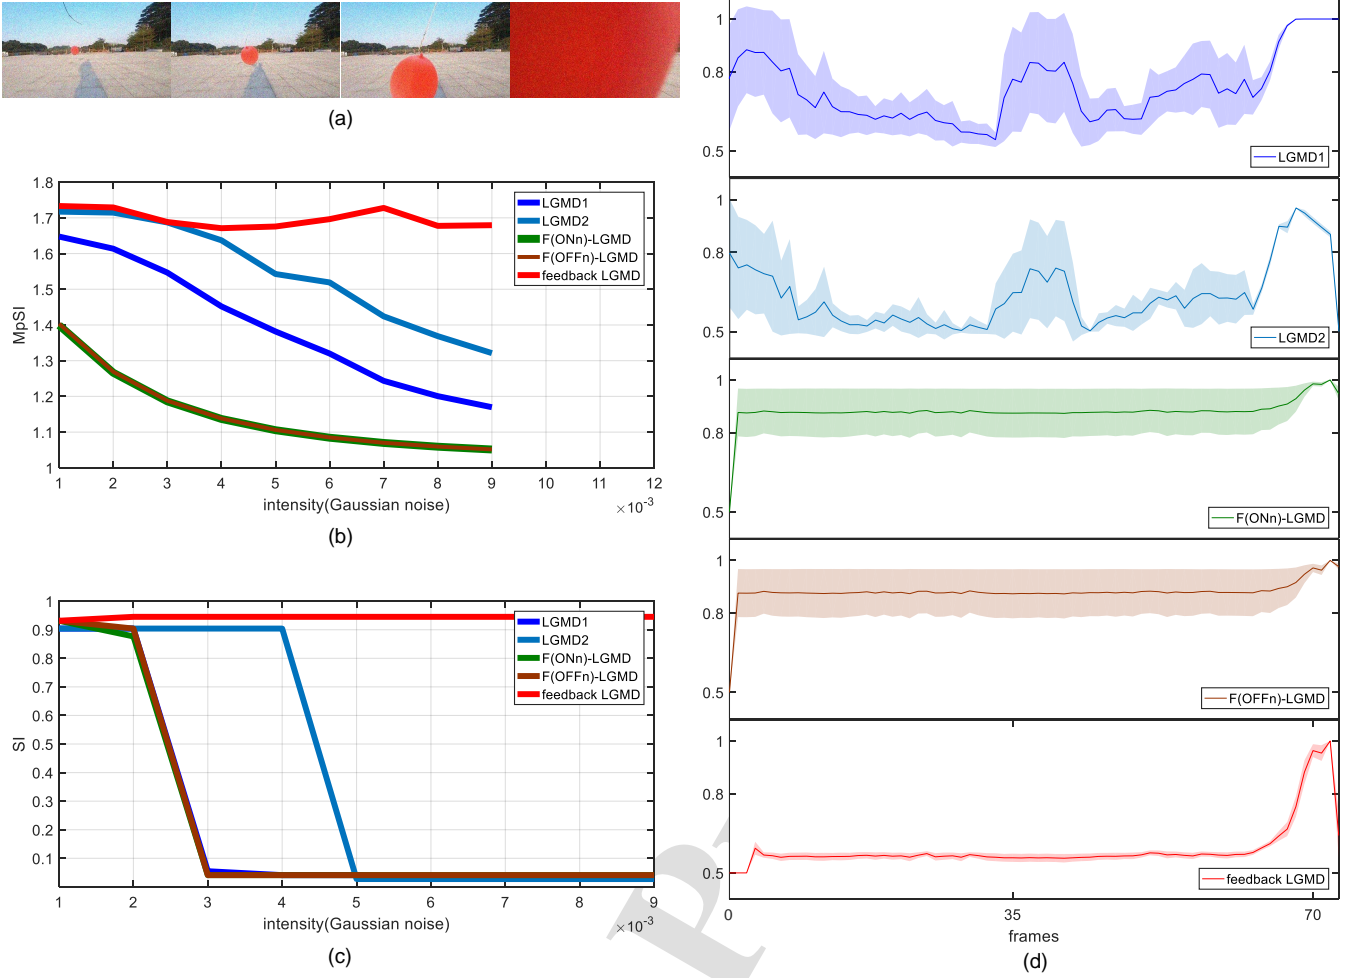 (a)
1.8
1.7
1.6
1.5
1.4
1.3
1.2
1.1
1
MpSI
LGMD1
LGMD2
F(ONn)-LGMD
F(OFFn)-LGMD
feedback LGMD
1 2 3 4 5 6 7 8 9 10 11 12
intensity(Gaussian noise)
×10⁻³
(b)
1
0.9
0.8
0.7
0.6
0.5
0.4
0.3
0.2
0.1
SI
LGMD1
LGMD2
F(ONn)-LGMD
F(OFFn)-LGMD
feedback LGMD
1 2 3 4 5 6 7 8 9
intensity(Gaussian noise)
×10⁻³
(c)
1
0.8
0.5
LGMD1
1
0.8
0.5
LGMD2
1
0.8
0.5
F(ONn)-LGMD
1
0.8
0.5
F(OFFn)-LGMD
1
0.8
0.5
feedback LGMD
0 35 70
frames
(d)